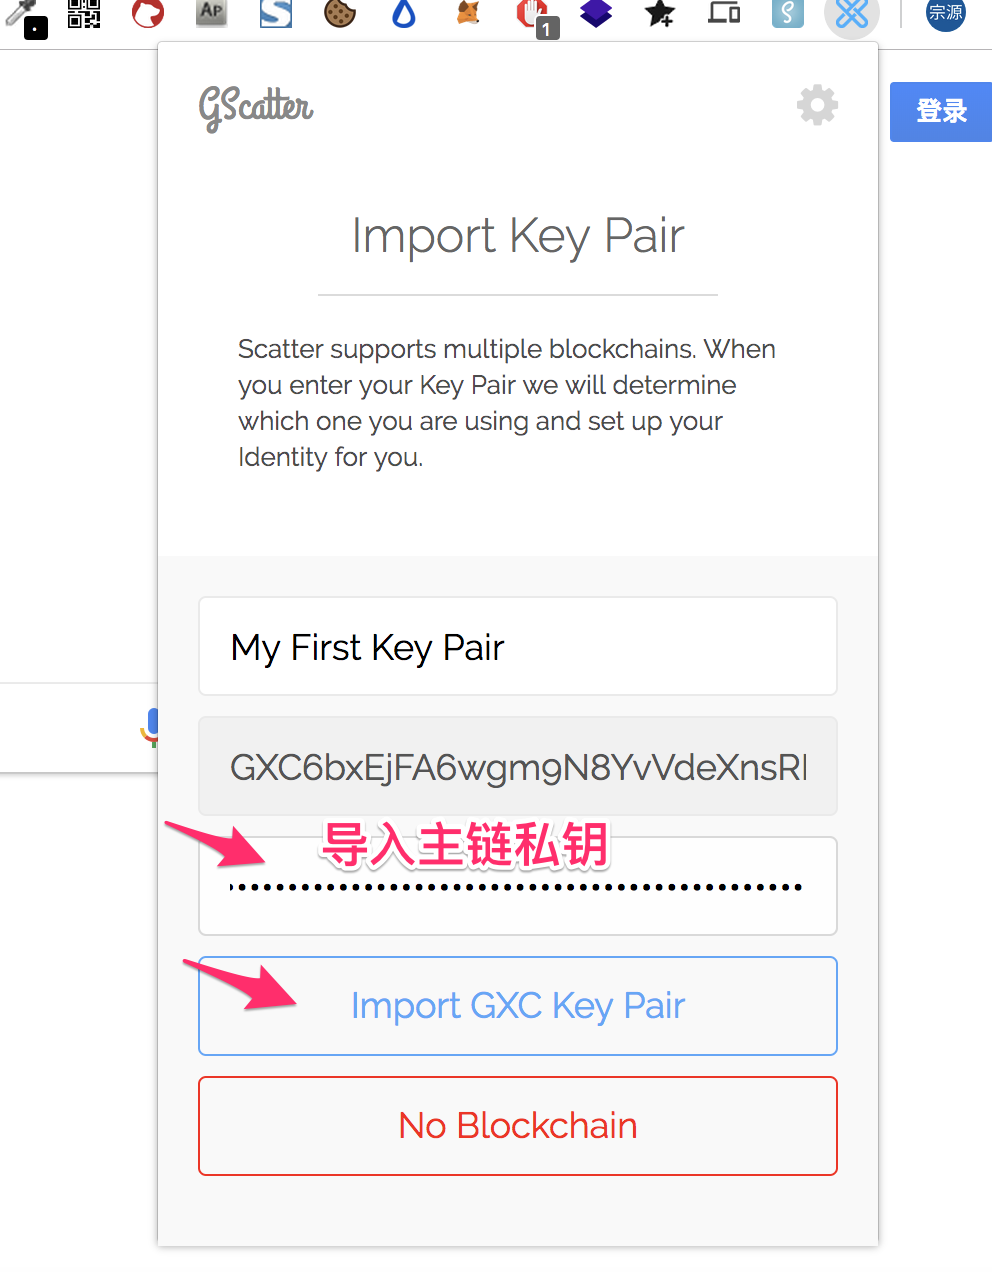 AP
S
1
宗源
GScatter
登录
Import Key Pair
Scatter supports multiple blockchains. When
you enter your Key Pair we will determine
which one you are using and set up your
Identity for you.
My First Key Pair
GXC6bxEjFA6wgm9N8YvVdeXnsR
导入主链私钥
Import GXC Key Pair
No Blockchain